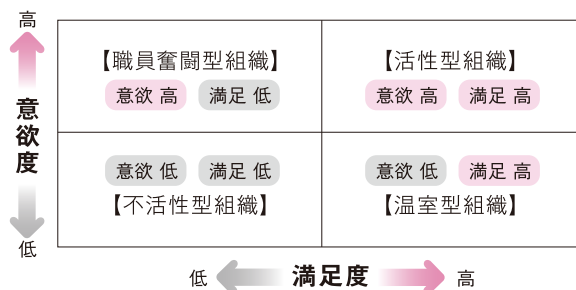 高
意欲度
低
【職員奮闘型組織】
意欲 高 満足 低
【活性型組織】
意欲 高 満足 高
意欲 低 満足 低
【不活性型組織】
意欲 低 満足 高
【温室型組織】
低 満足度 高